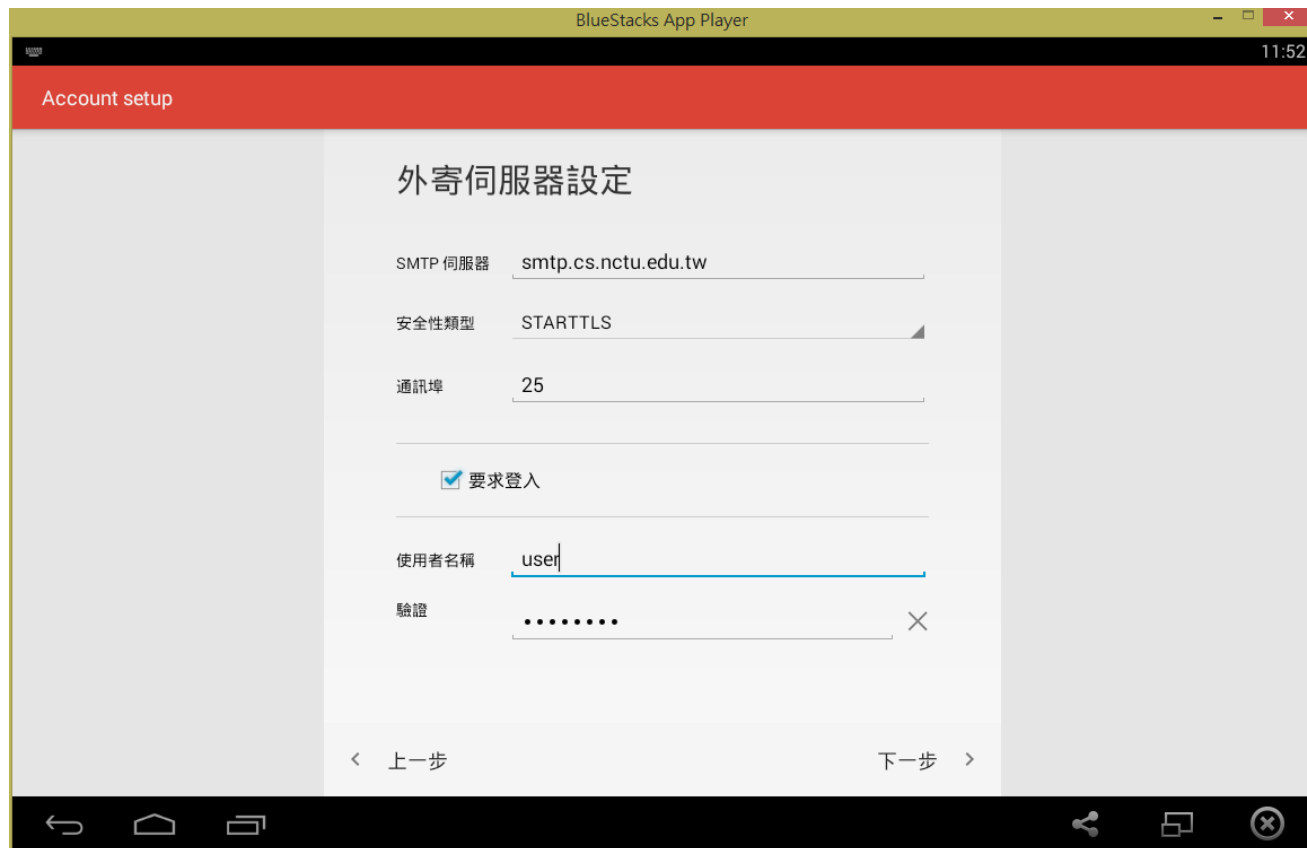 BlueStacks App Player
11:52
Account setup
外寄伺服器設定
SMTP 伺服器 smtp.cs.nctu.edu.tw
安全性類型 STARTTLS
通訊埠 25
要求登入
使用者名稱 user
驗證 ••••••••
上一步 下一步